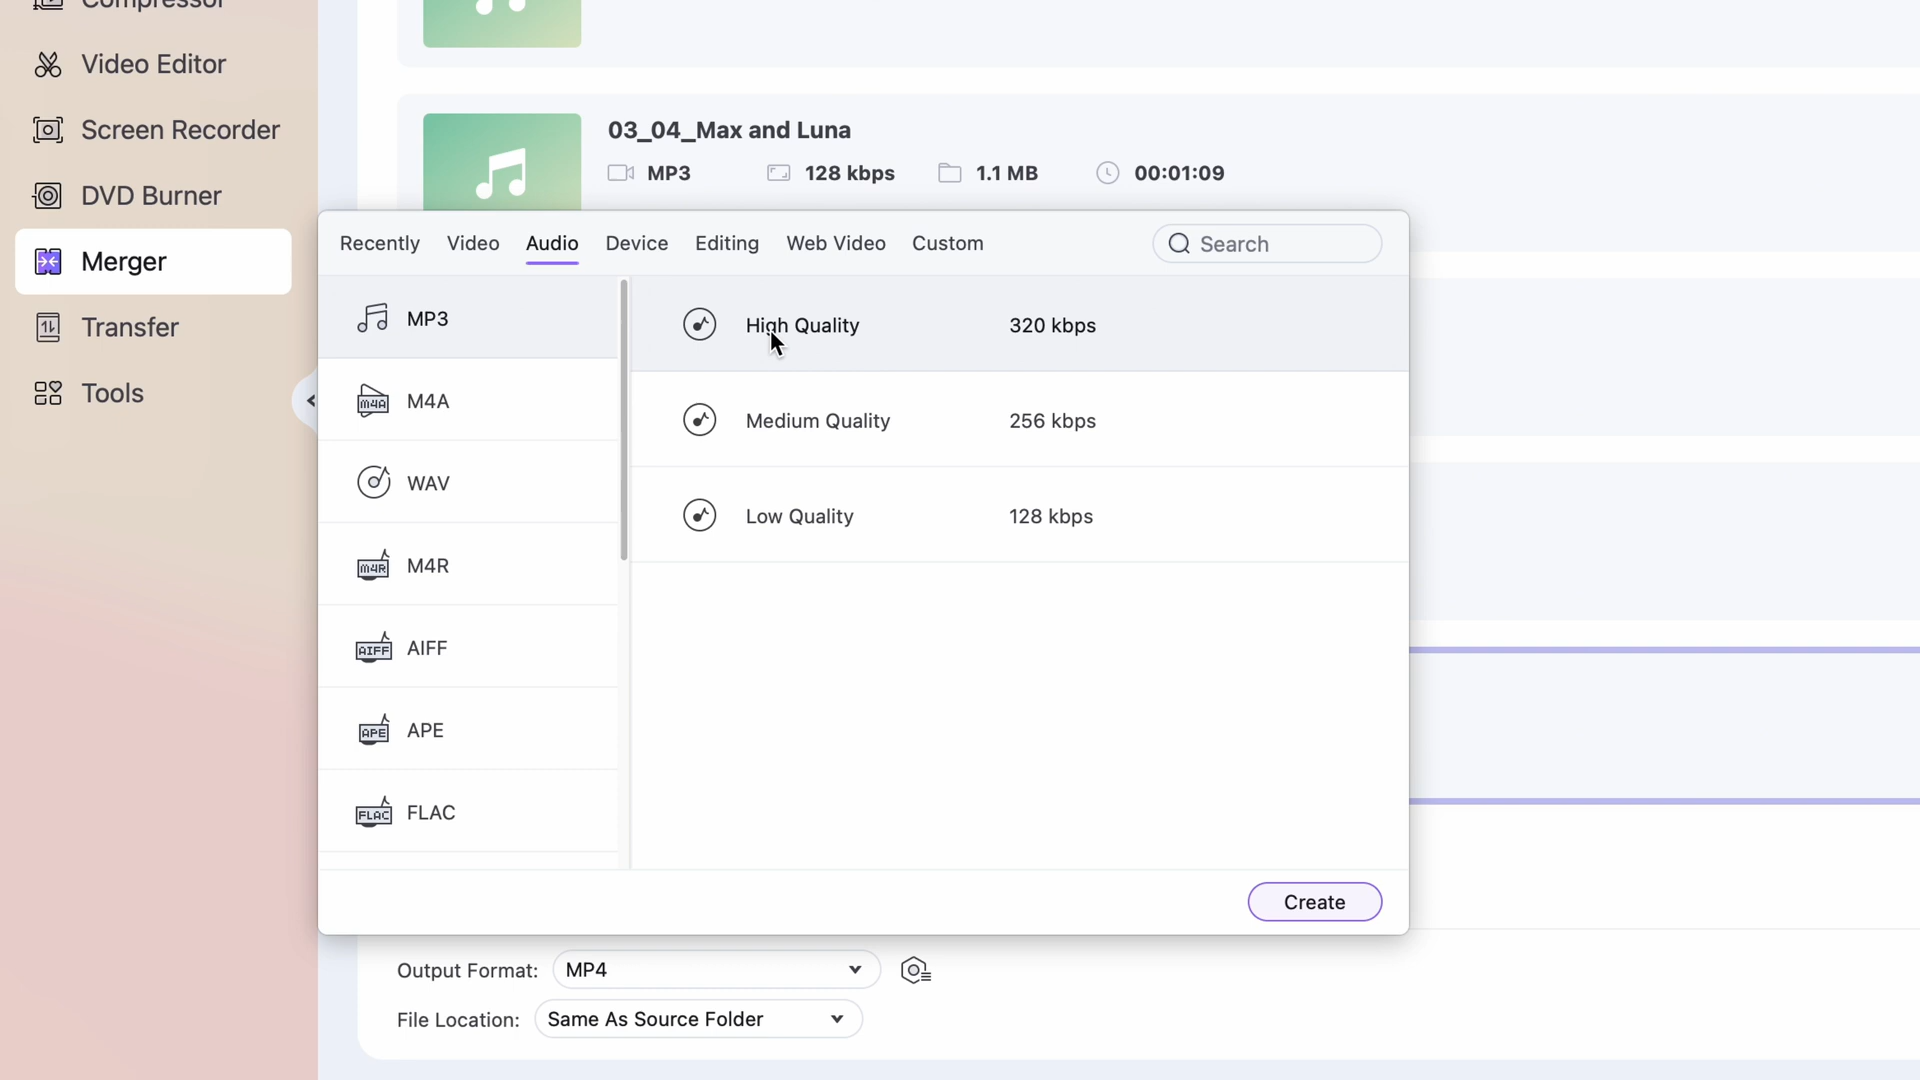 Compressor
Video Editor
Screen Recorder
DVD Burner
Merger
Transfer
Tools
03_04_Max and Luna
MP3 128 kbps 1.1 MB 00:01:09
Recently Video Audio Device Editing Web Video Custom Search
MP3
M4A
WAV
M4R
AIFF
APE
FLAC
High Quality 320 kbps
Medium Quality 256 kbps
Low Quality 128 kbps
Create
Output Format: MP4
File Location: Same As Source Folder